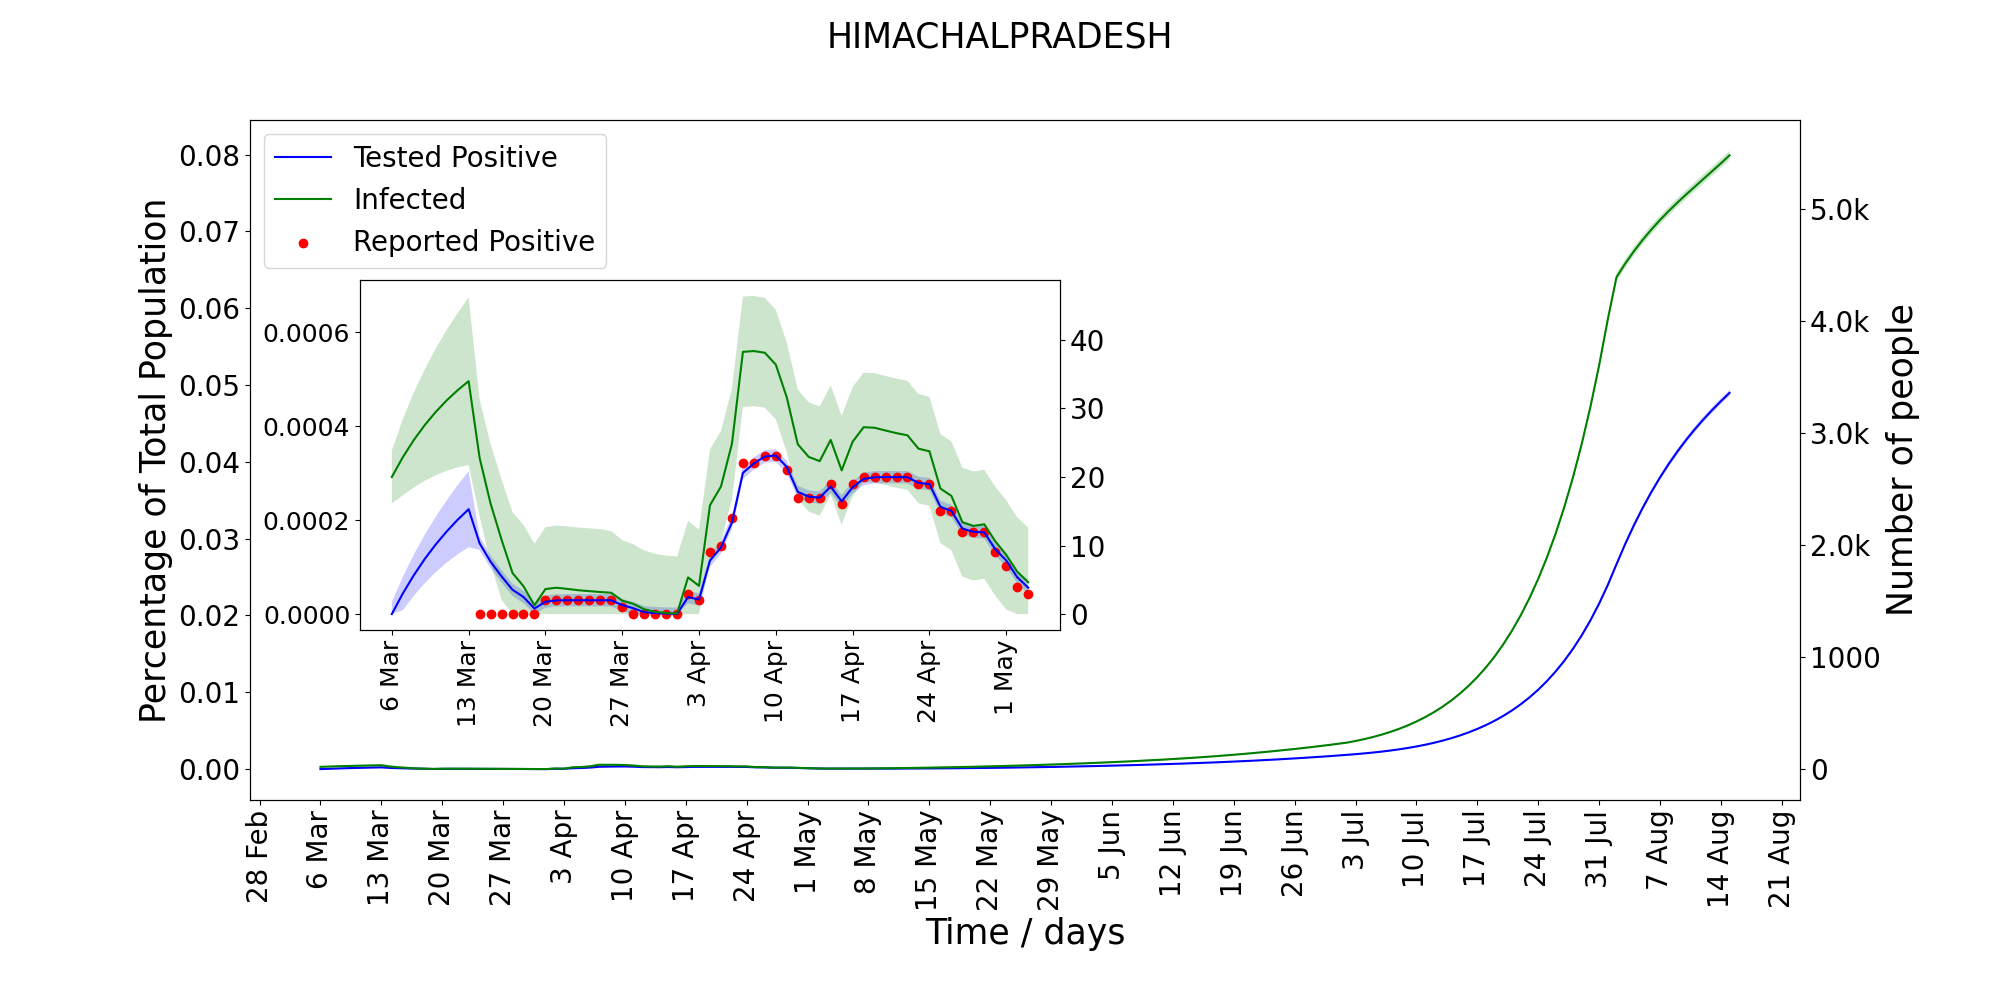 HIMACHALPRADESH
Tested Positive
Infected
Reported Positive
Percentage of Total Population
0.08
0.07
0.06
0.05
0.04
0.03
0.02
0.01
0.00
5.0k
4.0k
3.0k
2.0k
1000
0
Number of people
0.0006
0.0004
0.0002
0.0000
40
30
20
10
0
6 Mar
13 Mar
20 Mar
27 Mar
3 Apr
10 Apr
17 Apr
24 Apr
1 May
28 Feb
6 Mar
13 Mar
20 Mar
27 Mar
3 Apr
10 Apr
17 Apr
24 Apr
1 May
8 May
15 May
22 May
29 May
5 Jun
12 Jun
19 Jun
26 Jun
3 Jul
10 Jul
17 Jul
24 Jul
31 Jul
7 Aug
14 Aug
21 Aug
Time / days